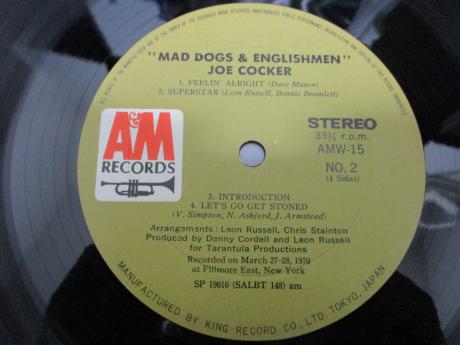 "MAD DOGS & ENGLISHMEN"
JOE COCKER
1. FEELIN' ALRIGHT (Dave Mason)
2. SUPERSTAR (Leon Russell, Bonnie Bramlett)
A&M
RECORDS
STEREO
33⅓ r.p.m.
AMW-15
NO. 2
(4 Sides)
3. INTRODUCTION
4. LET'S GO GET STONED
(V. Simpson, N. Ashford, J. Armstead)
Arrangemants: Leon Russell, Chris Stainton
Produced by Danny Cordell and Leon Russell
for Tarantula Productions
Recorded on March 27-28, 1970
at Fillmore East, New York
SP 19016 (SALBT 148) am
MANUFACTURED BY KING RECORD CO., LTD. TOKYO, JAPAN